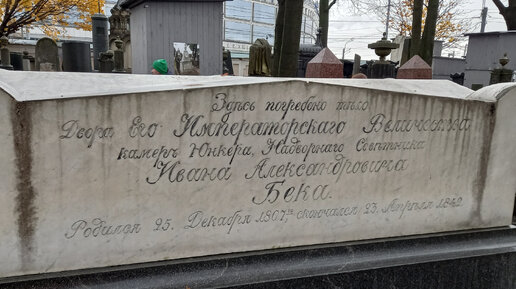 Здѣсь погребено тѣло
Двора Его Императорскаго Величества
камеръ Юнкера, Надворнаго Совѣтника
Ивана Александровича
Бека.
Родился 25. Декабря 1807, скончался 23. Апрѣля 1842